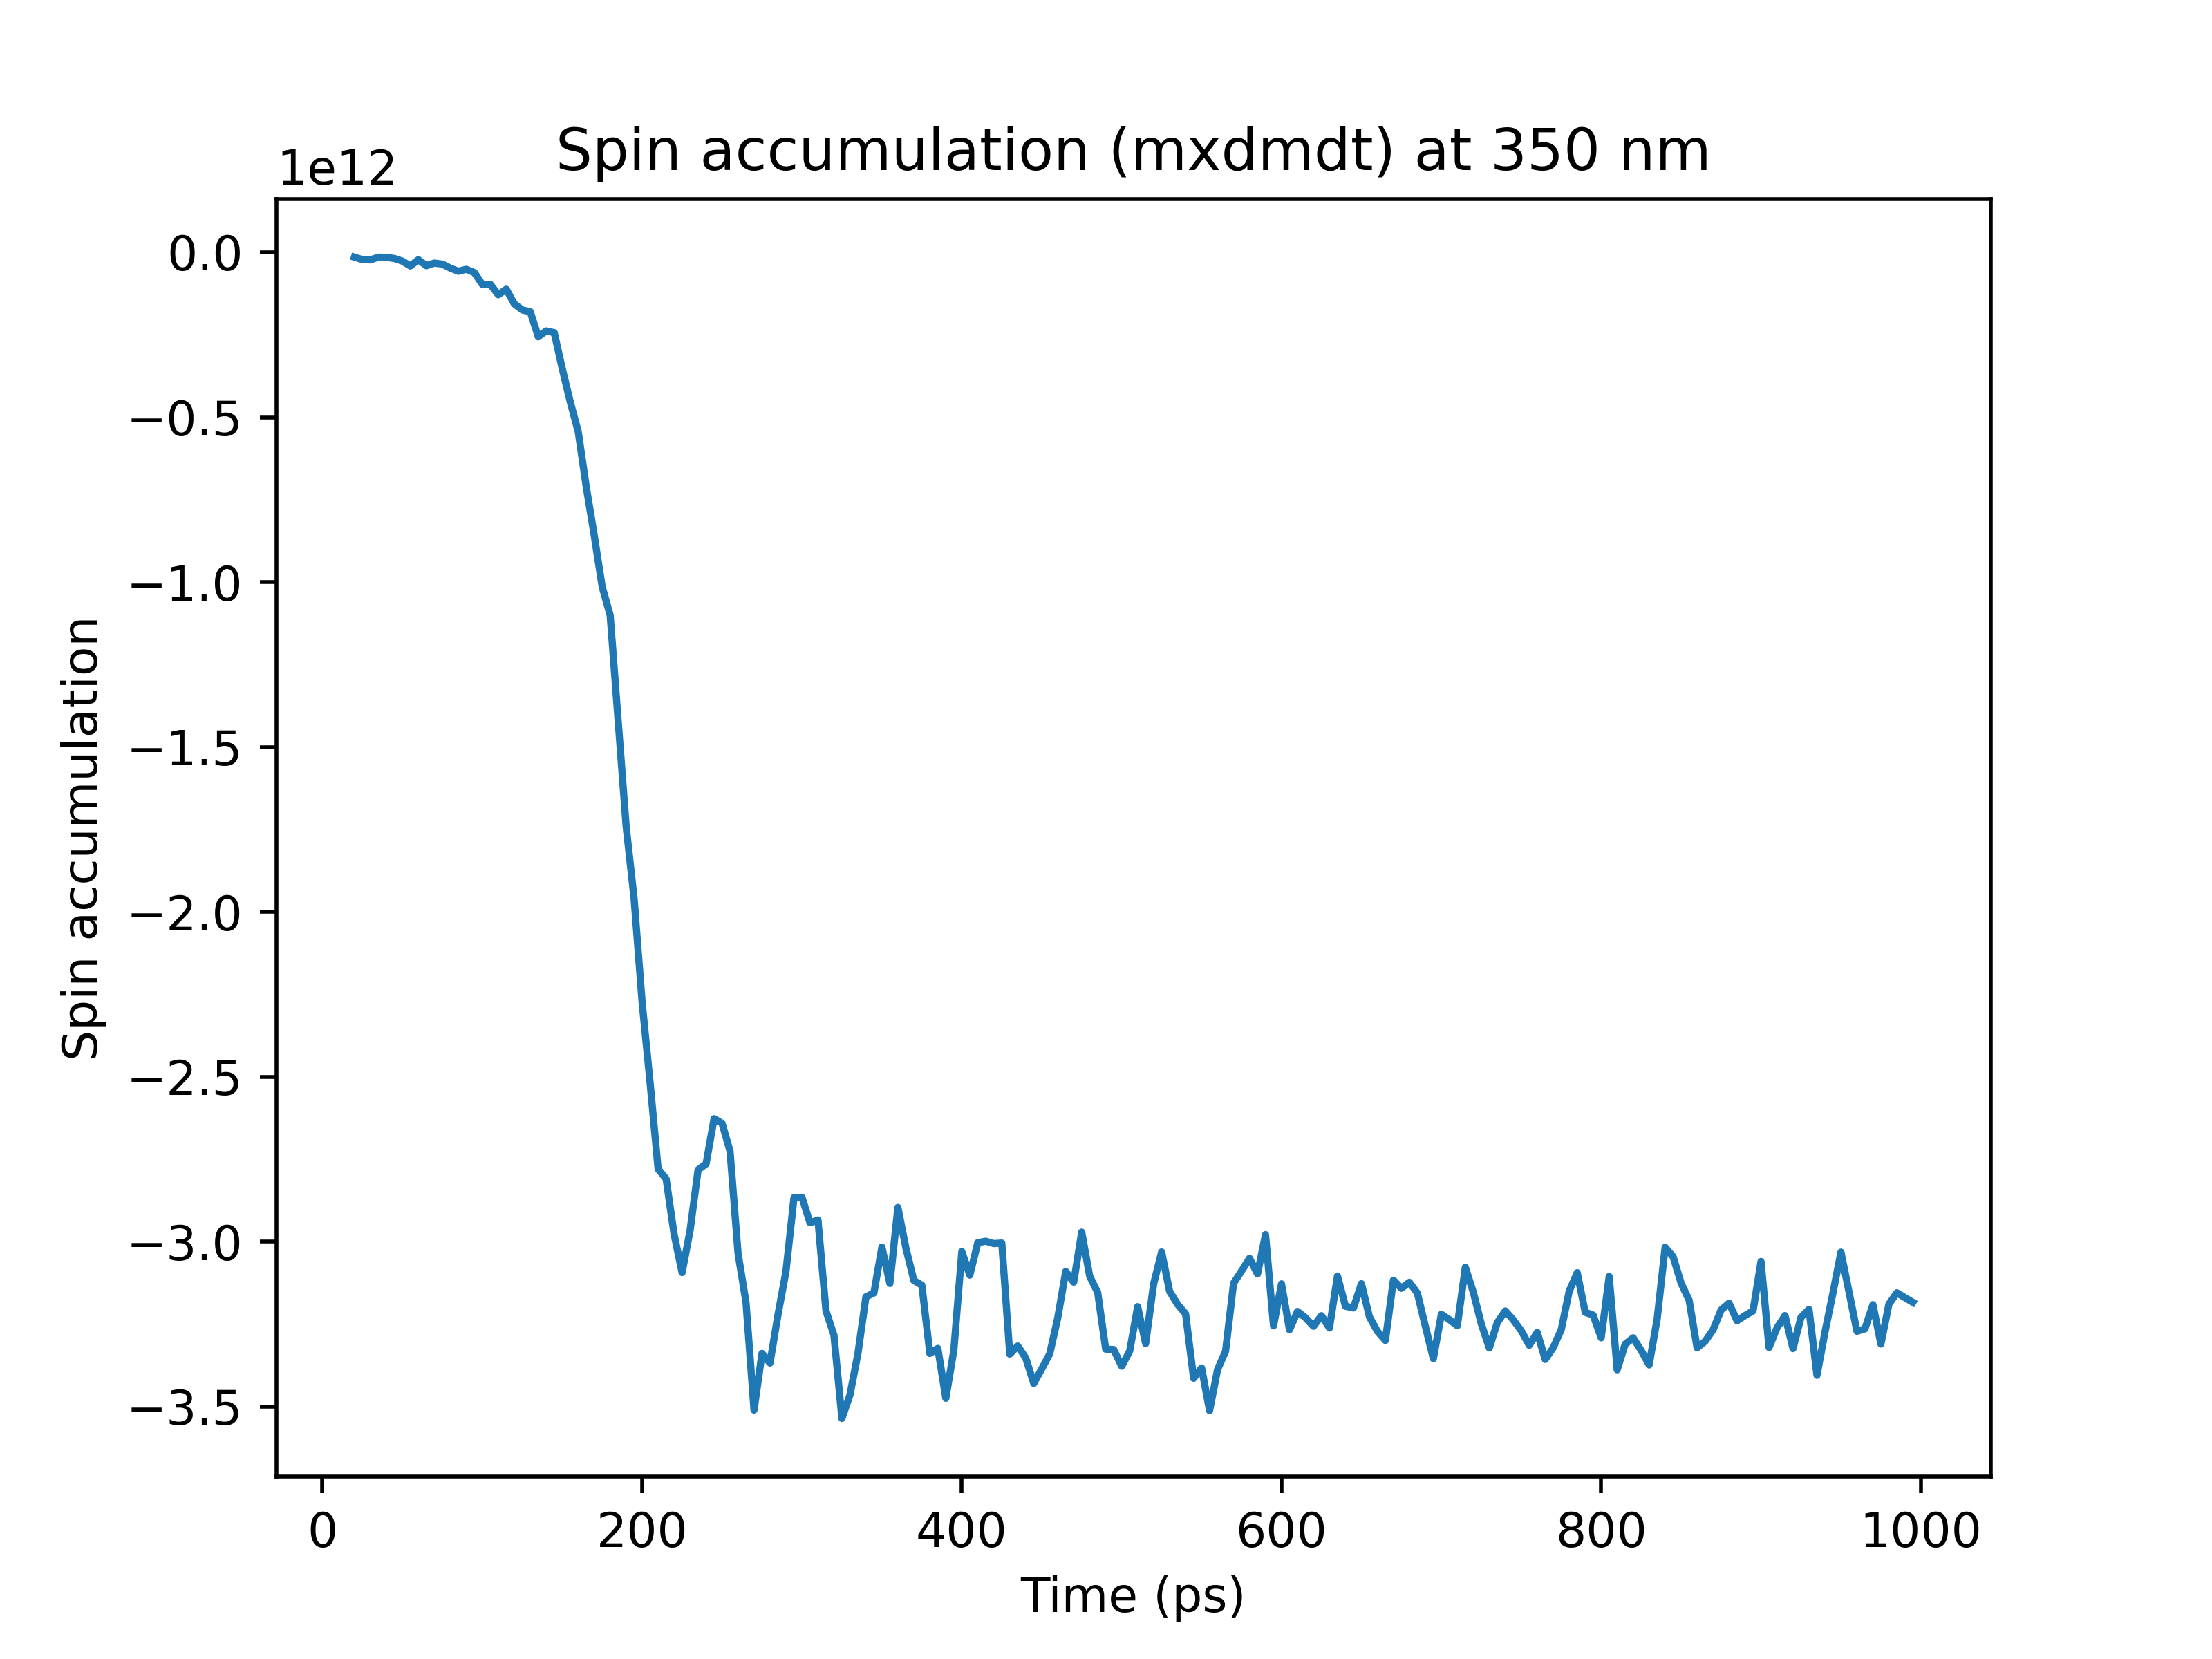 Spin accumulation (mxdmdt) at 350 nm
1e12
0.0
−0.5
−1.0
−1.5
−2.0
−2.5
−3.0
−3.5
Spin accumulation
0 200 400 600 800 1000
Time (ps)